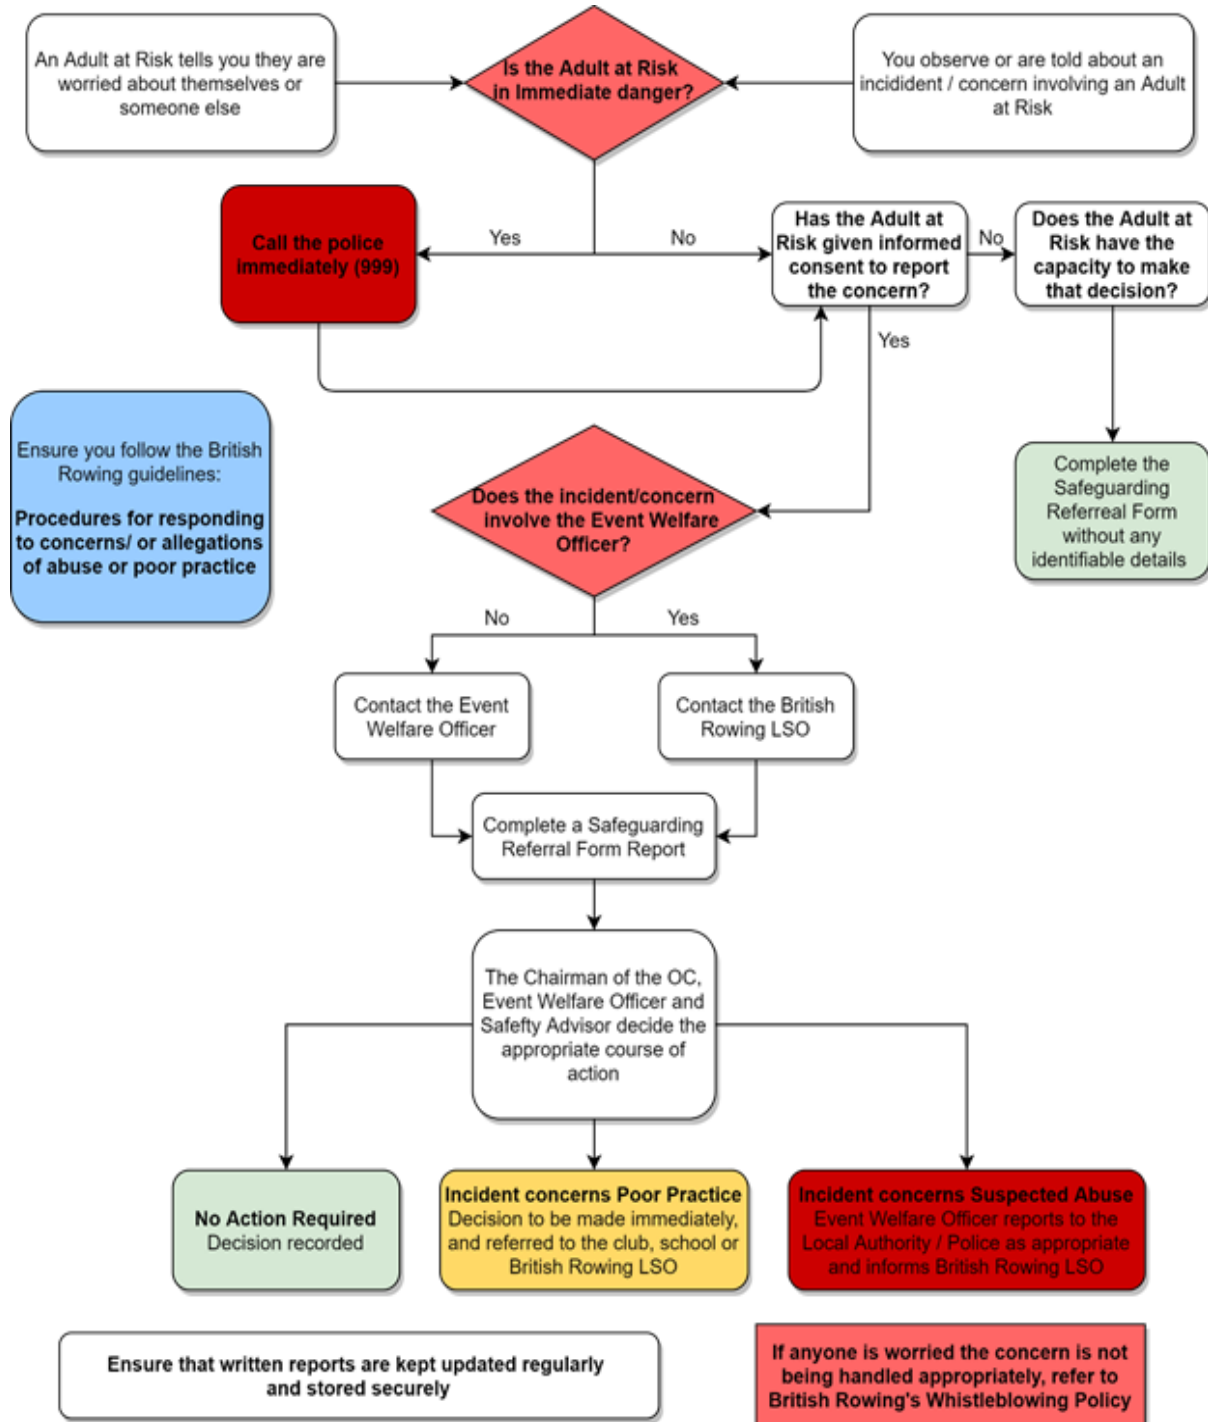 An Adult at Risk tells you they are
worried about themselves or
someone else
Is the Adult at Risk
in Immediate danger?
You observe or are told about an
incidident / concern involving an Adult
at Risk
Call the police
immediately (999)
Yes
No
Has the Adult at
Risk given informed
consent to report
the concern?
No
Does the Adult at
Risk have the
capacity to make
that decision?
Yes
Ensure you follow the British
Rowing guidelines:
Procedures for responding
to concerns/ or allegations
of abuse or poor practice
Does the incident/concern
involve the Event Welfare
Officer?
Complete the
Safeguarding
Referreal Form
without any
identifiable details
No
Yes
Contact the Event
Welfare Officer
Contact the British
Rowing LSO
Complete a Safeguarding
Referral Form Report
The Chairman of the OC,
Event Welfare Officer and
Safefty Advisor decide the
appropriate course of
action
No Action Required
Decision recorded
Incident concerns Poor Practice
Decision to be made immediately,
and referred to the club, school or
British Rowing LSO
Incident concerns Suspected Abuse
Event Welfare Officer reports to the
Local Authority / Police as appropriate
and informs British Rowing LSO
Ensure that written reports are kept updated regularly
and stored securely
If anyone is worried the concern is not
being handled appropriately, refer to
British Rowing's Whistleblowing Policy